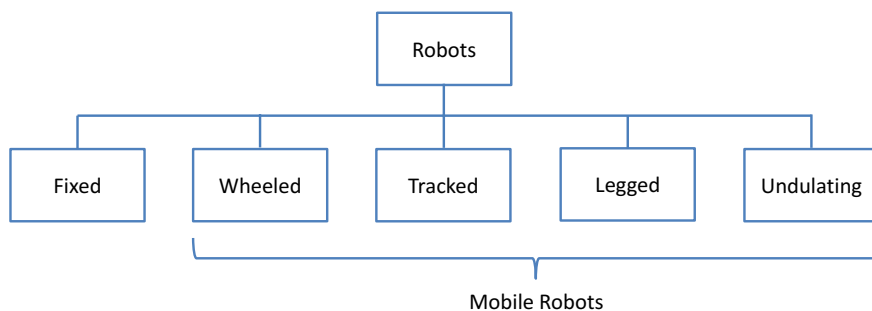 Robots
Fixed
Wheeled
Tracked
Legged
Undulating
Mobile Robots